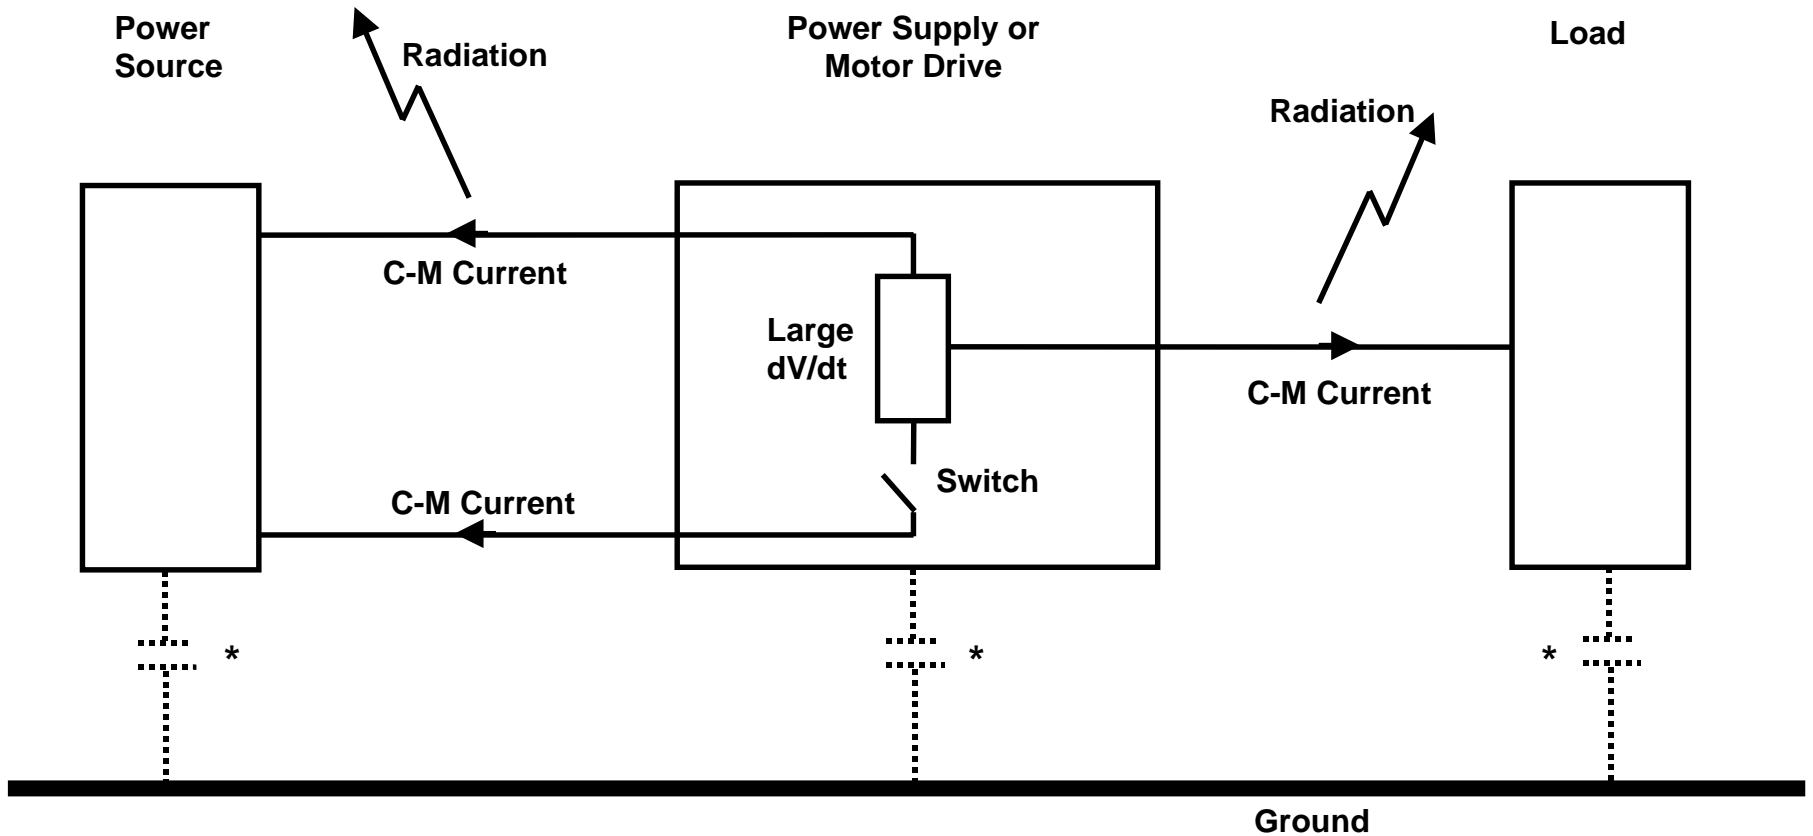 Power
Source
Radiation
Power Supply or
Motor Drive
Load
Radiation
C-M Current
Large
dV/dt
C-M Current
Switch
C-M Current
*
*
*
Ground